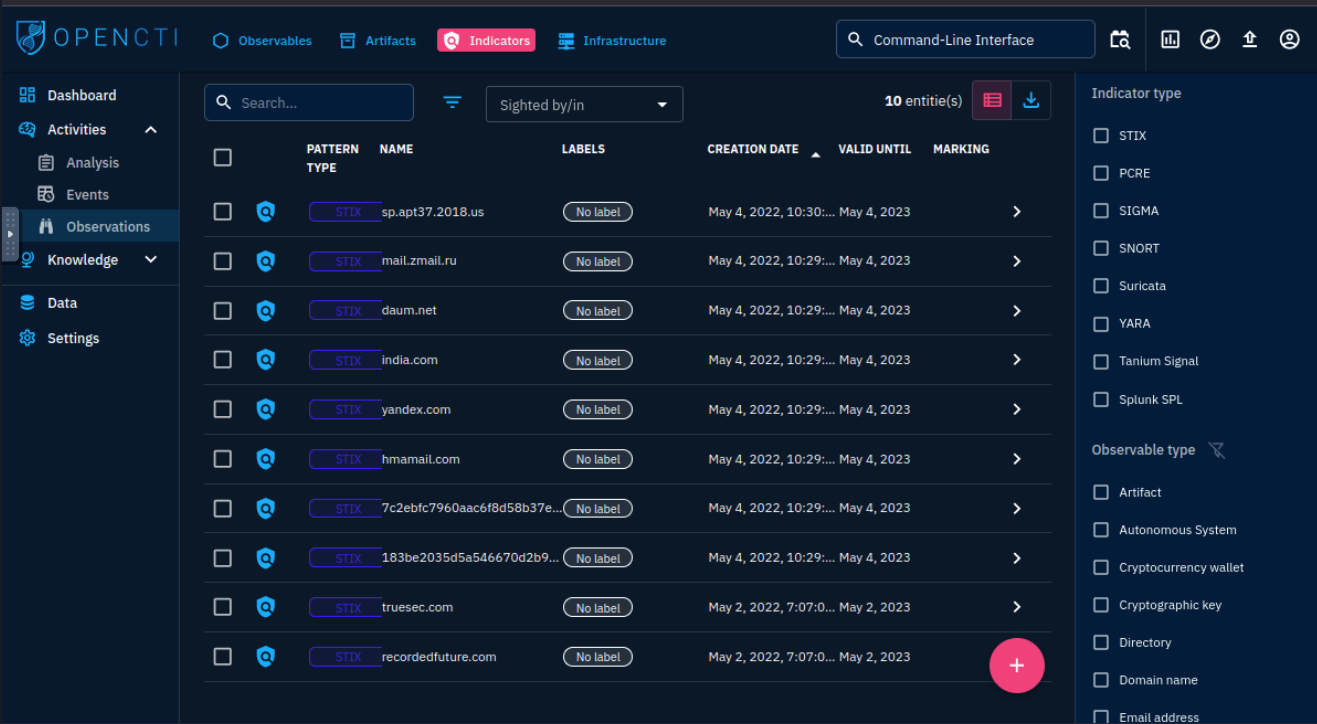 OPENCTI
Observables
Artifacts
Indicators
Infrastructure
Command-Line Interface
Dashboard
Activities
Analysis
Events
Observations
Knowledge
Data
Settings
Search...
Sighted by/in
10 entitie(s)
PATTERN TYPE NAME LABELS CREATION DATE VALID UNTIL MARKING
STIX sp.apt37.2018.us No label May 4, 2022, 10:30:... May 4, 2023
STIX mail.zmail.ru No label May 4, 2022, 10:29:... May 4, 2023
STIX daum.net No label May 4, 2022, 10:29:... May 4, 2023
STIX india.com No label May 4, 2022, 10:29:... May 4, 2023
STIX yandex.com No label May 4, 2022, 10:29:... May 4, 2023
STIX hmamail.com No label May 4, 2022, 10:29:... May 4, 2023
STIX 7c2ebfc7960aac6f8d58b37e... No label May 4, 2022, 10:29:... May 4, 2023
STIX 183be2035d5a546670d2b9... No label May 4, 2022, 10:29:... May 4, 2023
STIX truesec.com No label May 2, 2022, 7:07:0... May 2, 2023
STIX recordedfuture.com No label May 2, 2022, 7:07:0... May 2, 2023
+
Indicator type
STIX
PCRE
SIGMA
SNORT
Suricata
YARA
Tanium Signal
Splunk SPL
Observable type
Artifact
Autonomous System
Cryptocurrency wallet
Cryptographic key
Directory
Domain name
Email address